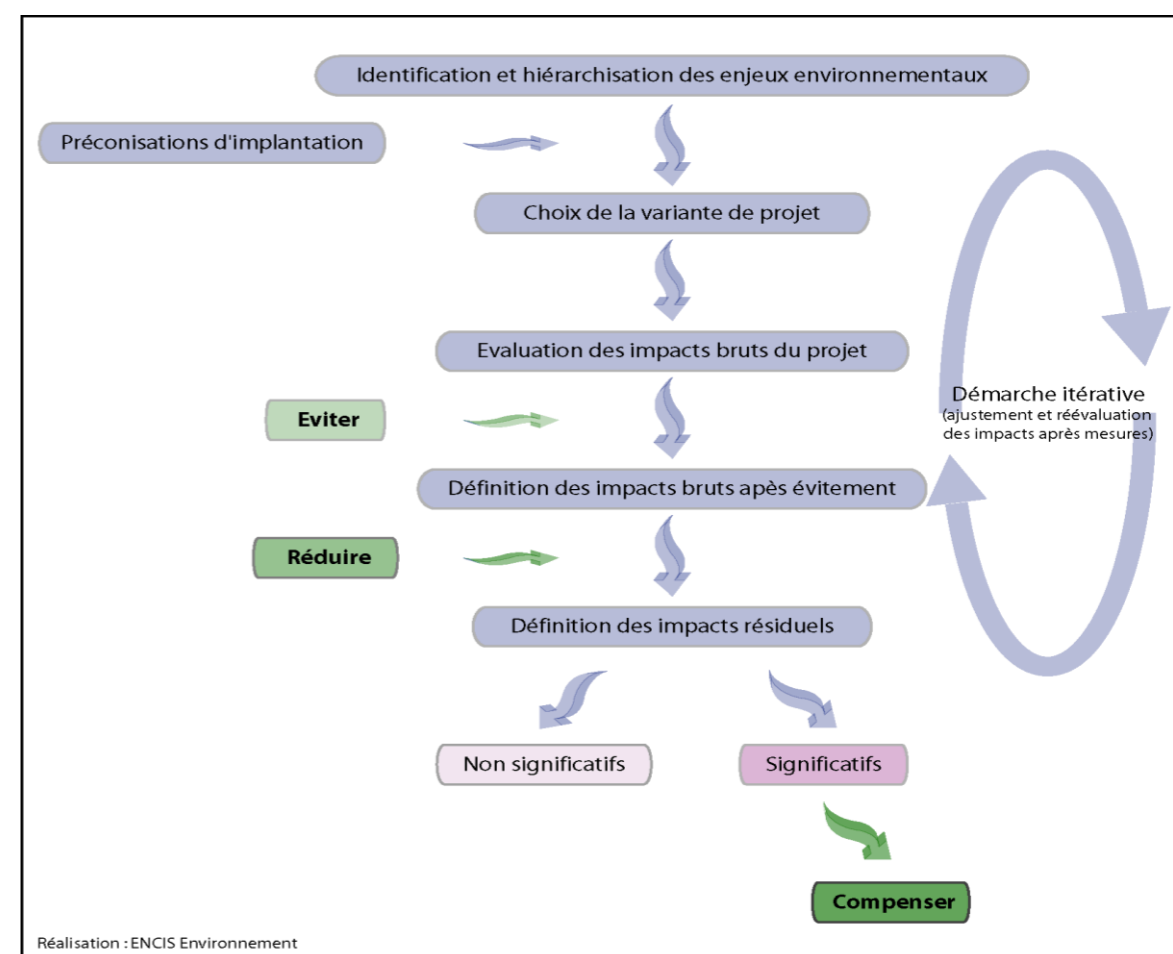 Identification et hiérarchisation des enjeux environnementaux
Préconisations d'implantation
Choix de la variante de projet
Evaluation des impacts bruts du projet
Eviter
Démarche itérative
(ajustement et réévaluation
des impacts après mesures)
Définition des impacts bruts apès évitement
Réduire
Définition des impacts résiduels
Non significatifs
Significatifs
Compenser
Réalisation : ENCIS Environnement